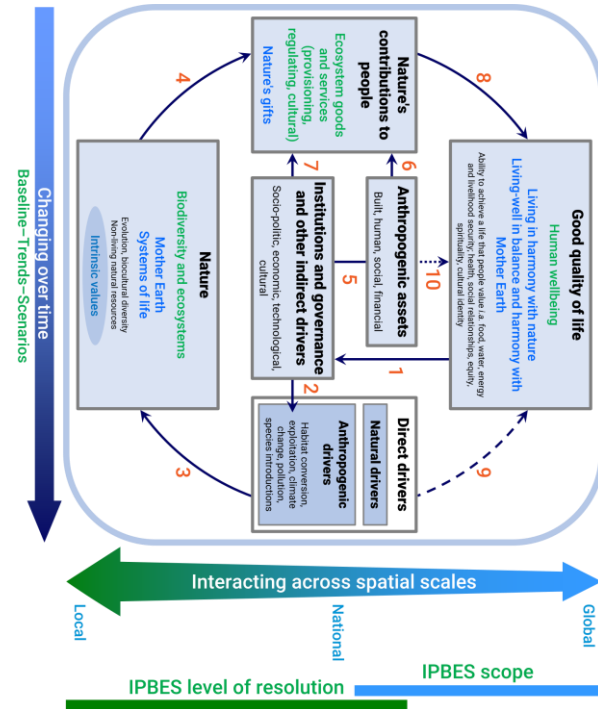 Good quality of life
Human wellbeing
Living in harmony with nature
Living-well in balance and harmony with
Mother Earth
Ability to achieve a life that people value i.e. food, water, energy
and livelihood security; health, social relationships, equity,
spirituality, cultural identity
8
10
1
9
Nature's
contributions to
people
Ecosystem goods
and services
(provisioning,
regulating, cultural)
Nature's gifts
6
Anthropogenic assets
Built, human, social, financial
5
7
Institutions and governance
and other indirect drivers
Socio-politic, economic, technological,
cultural
2
Direct drivers
Natural drivers
Anthropogenic
drivers
Habitat conversion,
exploitation, climate
change, pollution,
species introductions
4
3
Nature
Biodiversity and ecosystems
Mother Earth
Systems of life
Evolution, biocultural diversity
Non-living natural resources
Intrinsic values
Changing over time
Baseline–Trends–Scenarios
Interacting across spatial scales
Global
National
Local
IPBES scope
IPBES level of resolution